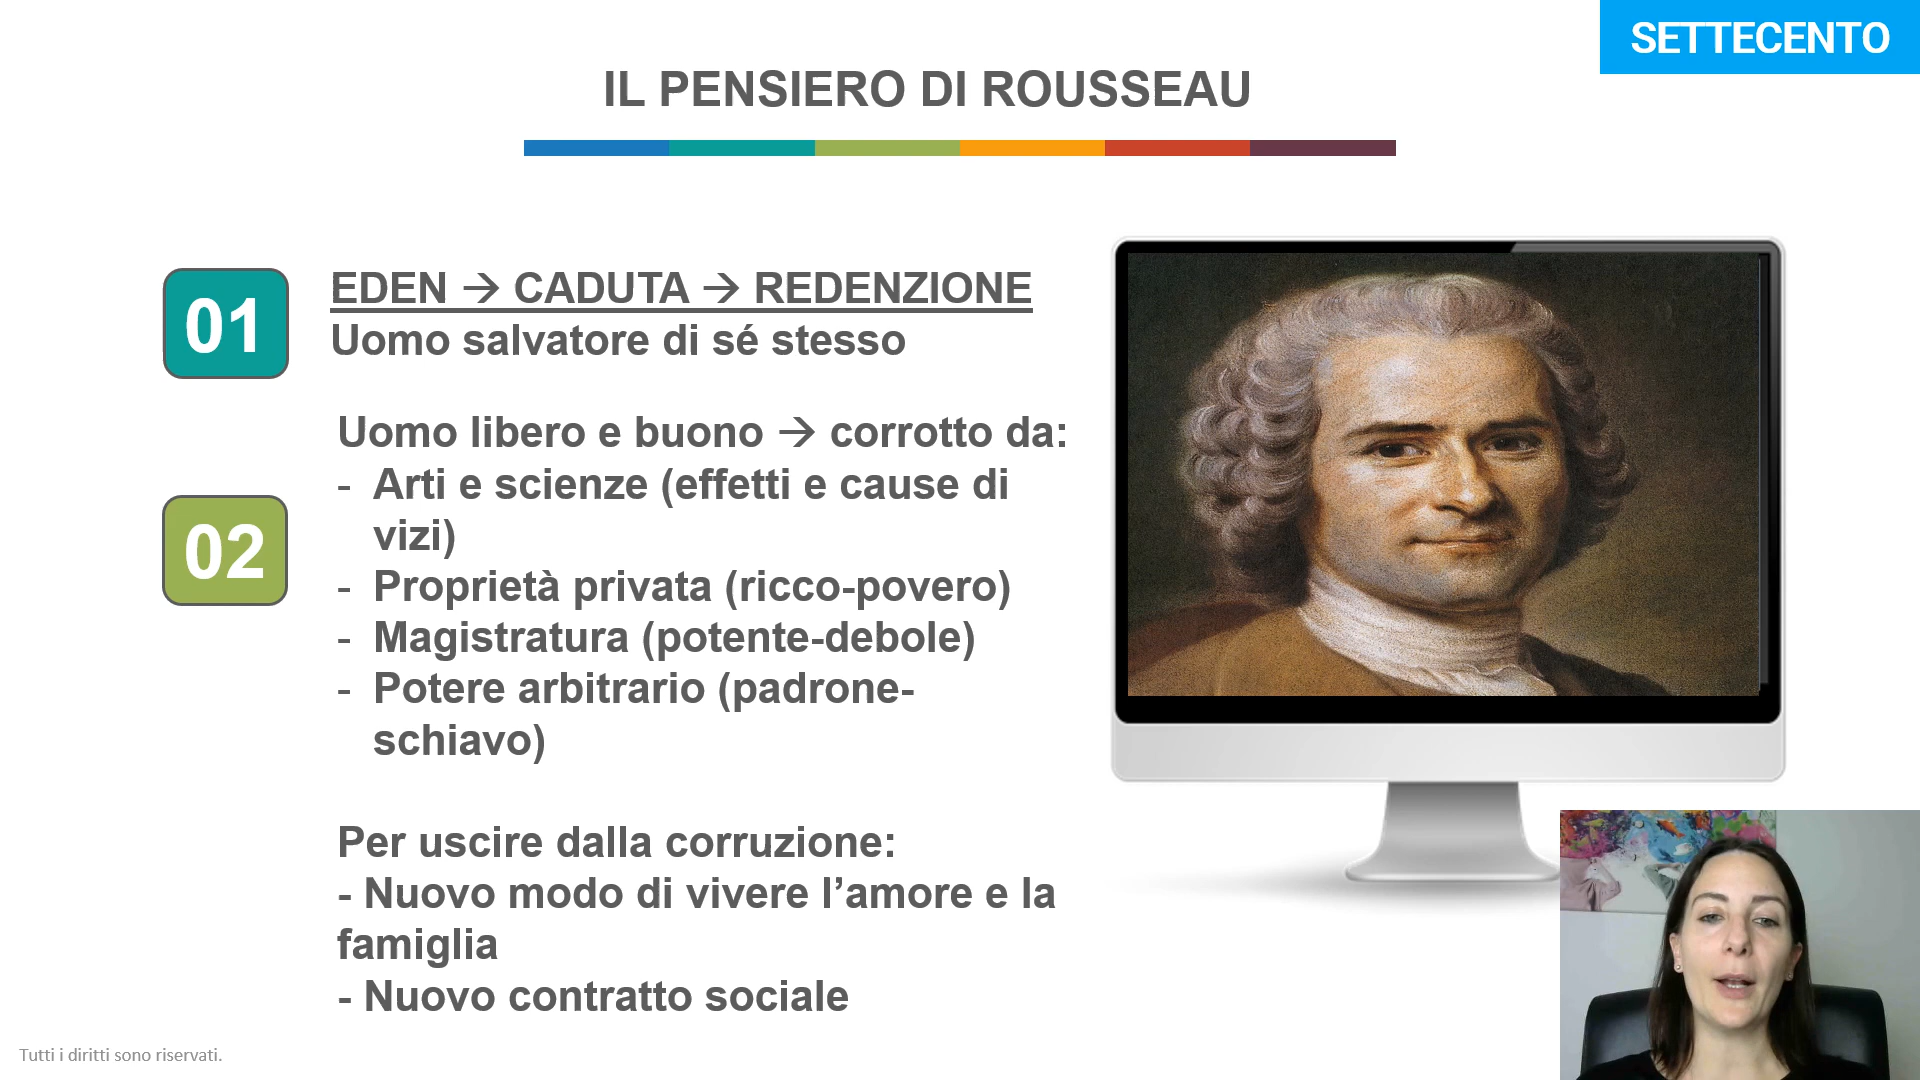 SETTECENTO
IL PENSIERO DI ROUSSEAU
01
EDEN → CADUTA → REDENZIONE
Uomo salvatore di sé stesso
02
Uomo libero e buono → corrotto da:
- Arti e scienze (effetti e cause di
vizi)
- Proprietà privata (ricco-povero)
- Magistratura (potente-debole)
- Potere arbitrario (padrone-
schiavo)
Per uscire dalla corruzione:
- Nuovo modo di vivere l’amore e la
famiglia
- Nuovo contratto sociale
Tutti i diritti sono riservati.